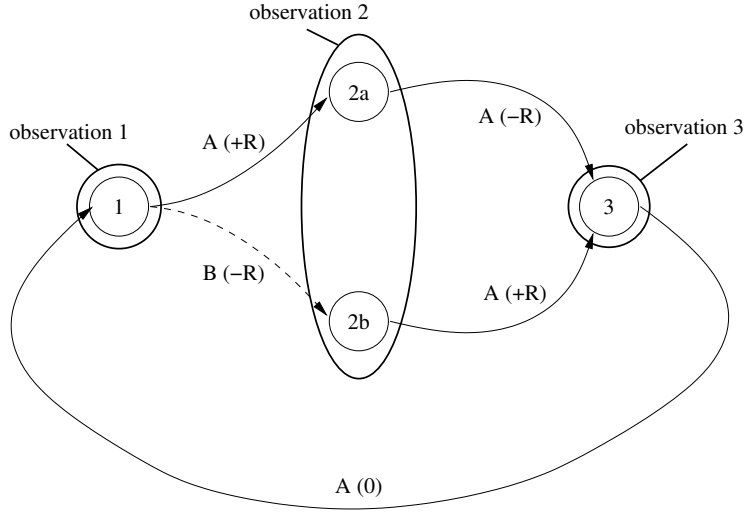 observation 2
2a
observation 1
A (+R)
A (−R)
observation 3
1
3
B (−R)
A (+R)
2b
A (0)